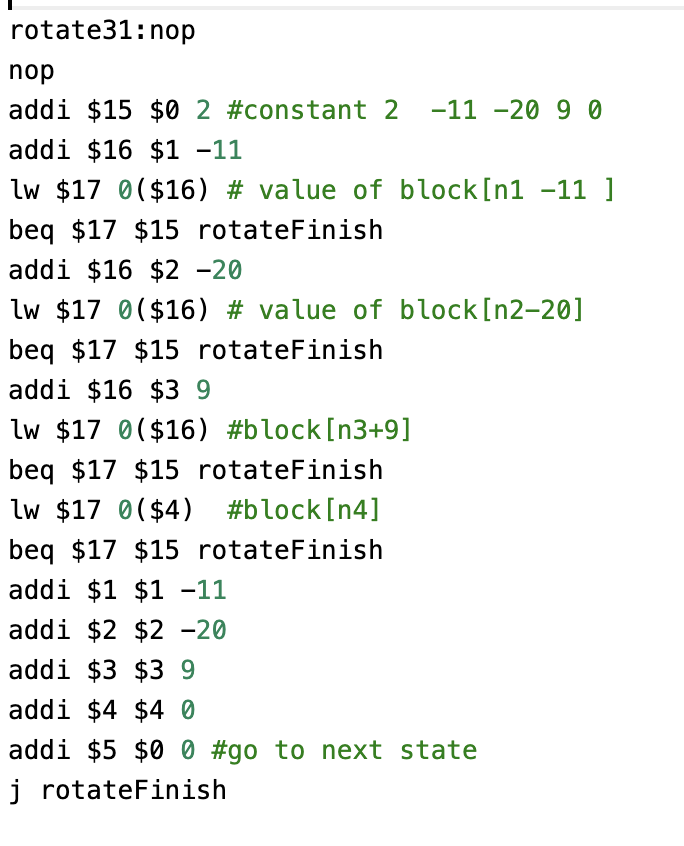 rotate31:nop
nop
addi $15 $0 2 #constant 2  -11 -20 9 0
addi $16 $1 -11
lw $17 0($16) # value of block[n1 -11 ]
beq $17 $15 rotateFinish
addi $16 $2 -20
lw $17 0($16) # value of block[n2-20]
beq $17 $15 rotateFinish
addi $16 $3 9
lw $17 0($16) #block[n3+9]
beq $17 $15 rotateFinish
lw $17 0($4)  #block[n4]
beq $17 $15 rotateFinish
addi $1 $1 -11
addi $2 $2 -20
addi $3 $3 9
addi $4 $4 0
addi $5 $0 0 #go to next state
j rotateFinish